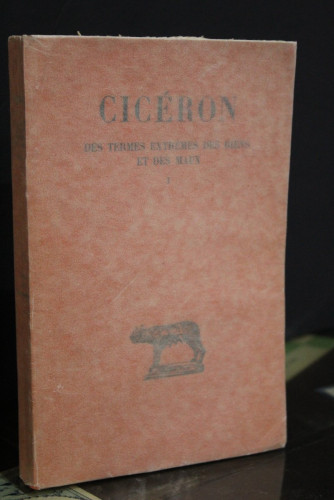 CICÉRON
DES TERMES EXTRÊMES DES BIENS
ET DES MAUX
I